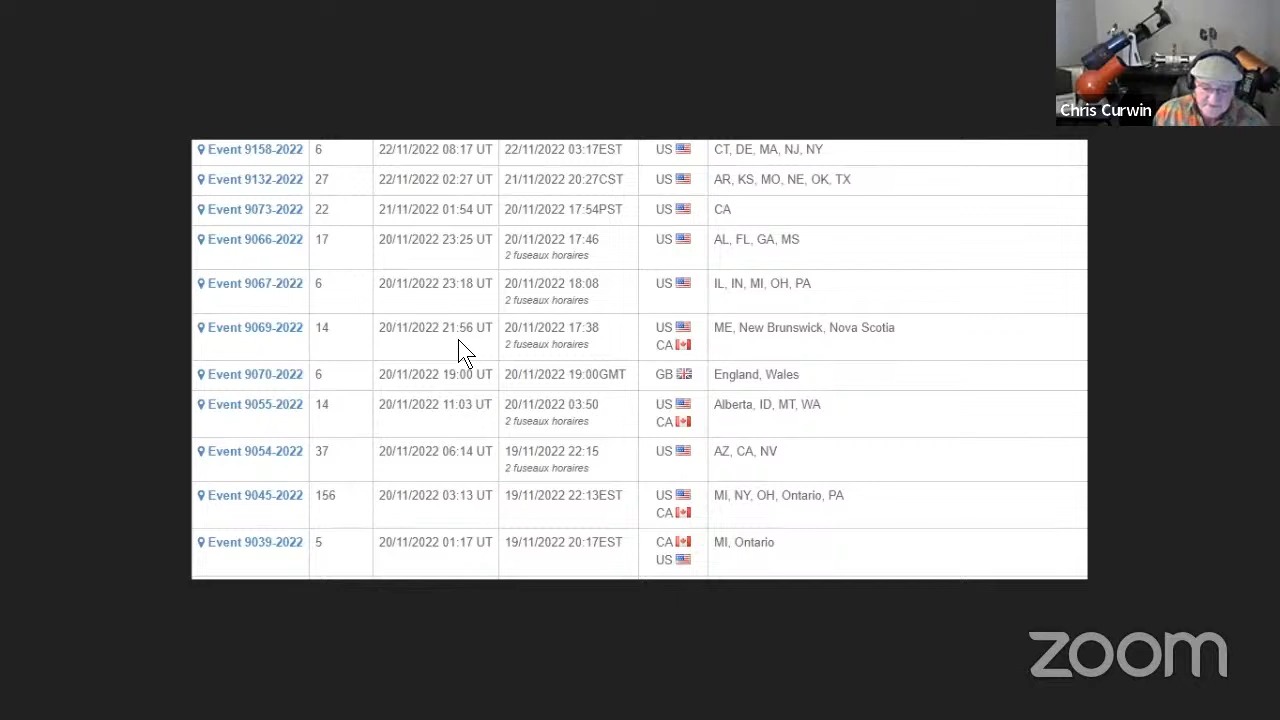 Chris Curwin
Event 9158-2022 6 22/11/2022 08:17 UT 22/11/2022 03:17EST US CT, DE, MA, NJ, NY
Event 9132-2022 27 22/11/2022 02:27 UT 21/11/2022 20:27CST US AR, KS, MO, NE, OK, TX
Event 9073-2022 22 21/11/2022 01:54 UT 20/11/2022 17:54PST US CA
Event 9066-2022 17 20/11/2022 23:25 UT 20/11/2022 17:46 US AL, FL, GA, MS
2 fuseaux horaires
Event 9067-2022 6 20/11/2022 23:18 UT 20/11/2022 18:08 US IL, IN, MI, OH, PA
2 fuseaux horaires
Event 9069-2022 14 20/11/2022 21:56 UT 20/11/2022 17:38 US ME, New Brunswick, Nova Scotia
2 fuseaux horaires CA
Event 9070-2022 6 20/11/2022 19:00 UT 20/11/2022 19:00GMT GB England, Wales
Event 9055-2022 14 20/11/2022 11:03 UT 20/11/2022 03:50 US Alberta, ID, MT, WA
2 fuseaux horaires CA
Event 9054-2022 37 20/11/2022 06:14 UT 19/11/2022 22:15 US AZ, CA, NV
2 fuseaux horaires
Event 9045-2022 156 20/11/2022 03:13 UT 19/11/2022 22:13EST US MI, NY, OH, Ontario, PA
CA
Event 9039-2022 5 20/11/2022 01:17 UT 19/11/2022 20:17EST CA MI, Ontario
US
zoom